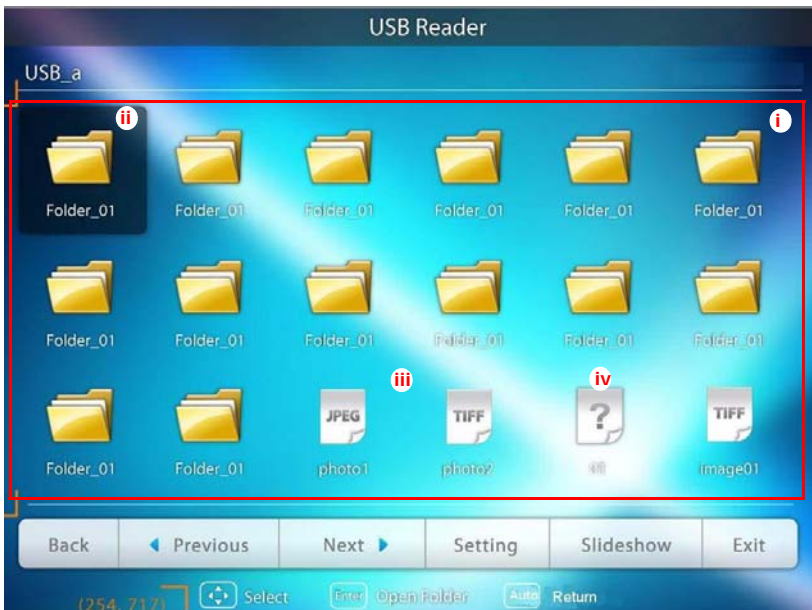 USB Reader
USB_a
ii
i
Folder_01 Folder_01 Folder_01 Folder_01 Folder_01 Folder_01
Folder_01 Folder_01 Folder_01 Folder_01 Folder_01 Folder_01
iii
iv
JPEG TIFF ? TIFF
Folder_01 Folder_01 photo1 photo2 image01
Back Previous Next Setting Slideshow Exit
(254, 717) Select Enter Open Folder Auto Return